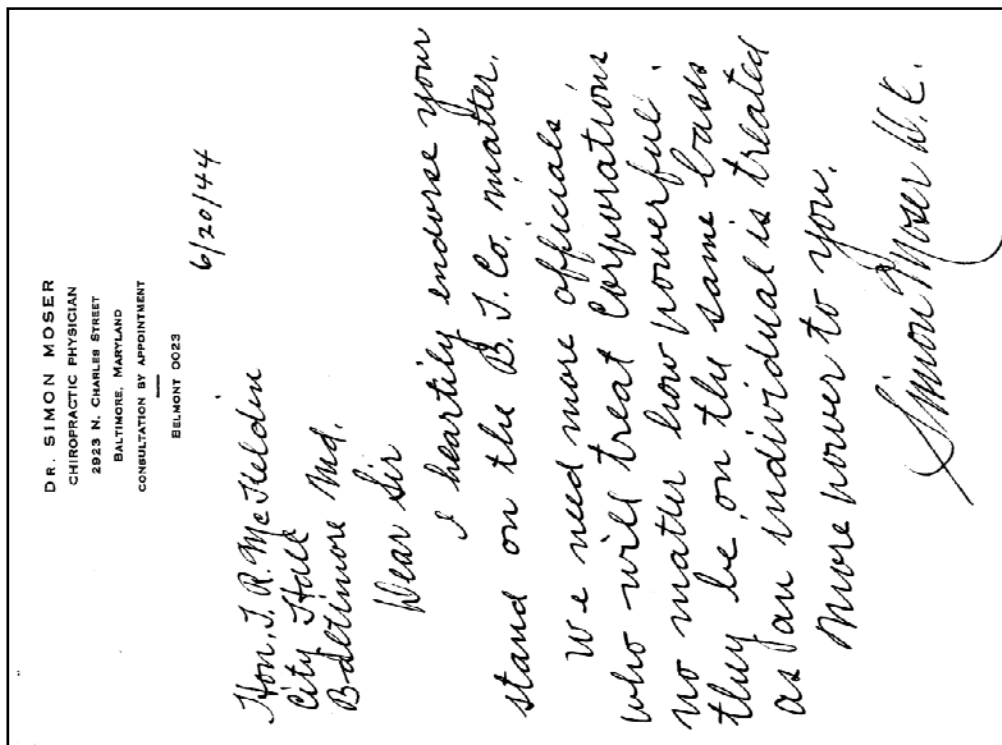 DR. SIMON MOSER
CHIROPRACTIC PHYSICIAN
2923 N. CHARLES STREET
BALTIMORE, MARYLAND
CONSULTATION BY APPOINTMENT
BELMONT 0023
6/20/44
Hon. T. R. McKeldin
City Hall
Baltimore Md.
Dear Sir
I heartily endorse your
stand on the B. T. Co. matter.
We need more officials
who will treat corporations
no matter how powerful
they be, on the same basis
as an individual is treated
More power to you.
Simon Moser